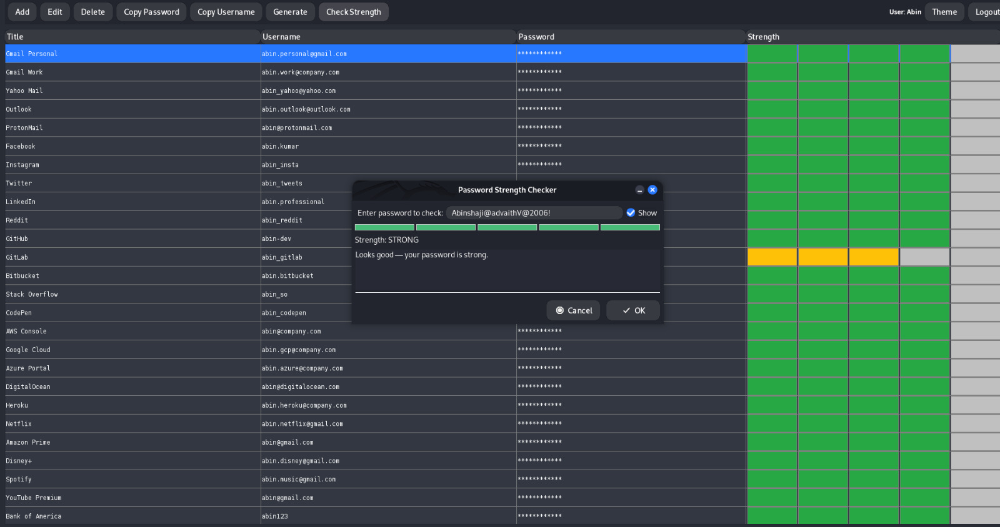 Add Edit Delete Copy Password Copy Username Generate Check Strength User: Abin Theme Logout
Title Username Password Strength
Gmail Personal abin.personal@gmail.com ************
Gmail Work abin.work@company.com ************
Yahoo Mail abin_yahoo@yahoo.com ************
Outlook abin.outlook@outlook.com ************
ProtonMail abin@protonmail.com ************
Facebook abin.kumar ************
Instagram abin_insta ************
Twitter abin_tweets
LinkedIn abin.professional
Reddit abin_reddit
GitHub abin-dev
GitLab abin_gitlab
Bitbucket abin.bitbucket
Stack Overflow abin_so
CodePen abin_codepen
AWS Console abin@company.com ************
Google Cloud abin.gcp@company.com ************
Azure Portal abin.azure@company.com ************
DigitalOcean abin@digitalocean.com ************
Heroku abin.heroku@company.com ************
Netflix abin.netflix@gmail.com ************
Amazon Prime abin@gmail.com ************
Disney+ abin.disney@gmail.com ************
Spotify abin.music@gmail.com ************
YouTube Premium abin@gmail.com ************
Bank of America abin123 ************
Password Strength Checker
Enter password to check: Abinshaji@advaithV@2006! Show
Strength: STRONG
Looks good — your password is strong.
Cancel OK